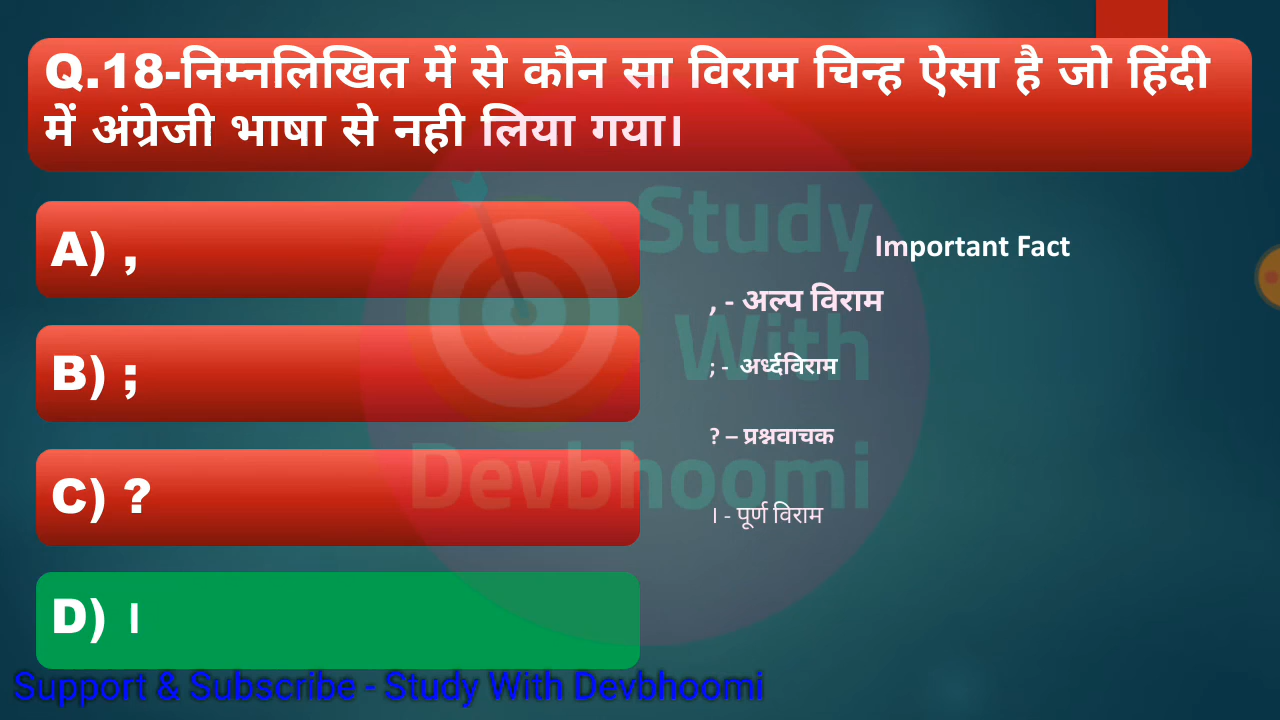 Q.18-निम्नलिखित में से कौन सा विराम चिन्ह ऐसा है जो हिंदी
में अंग्रेजी भाषा से नही लिया गया।
A) ,
B) ;
C) ?
D) ।
Important Fact
, - अल्प विराम
; - अर्ध्दविराम
? – प्रश्नवाचक
। - पूर्ण विराम
Study
With
Devbhoomi
Support & Subscribe - Study With Devbhoomi